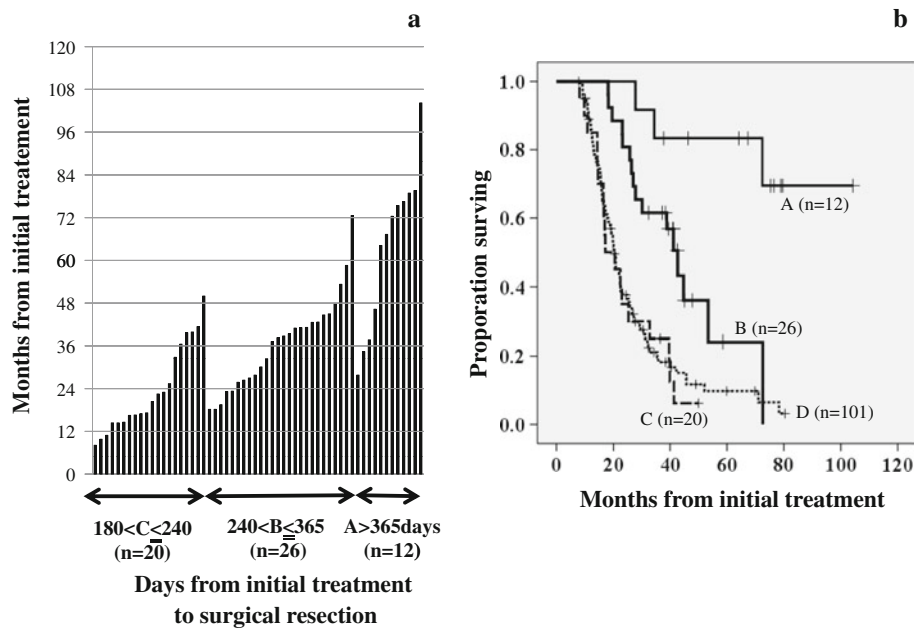 a
120
108
96
84
72
60
48
36
24
12
0
Months from initial treatement
180<C≤240
(n=20)
240<B≤365
(n=26)
A>365days
(n=12)
Days from initial treatment
to surgical resection
b
1.0
0.8
0.6
0.4
0.2
0.0
Proporation surving
A (n=12)
B (n=26)
C (n=20)
D (n=101)
0 20 40 60 80 100 120
Months from initial treatment